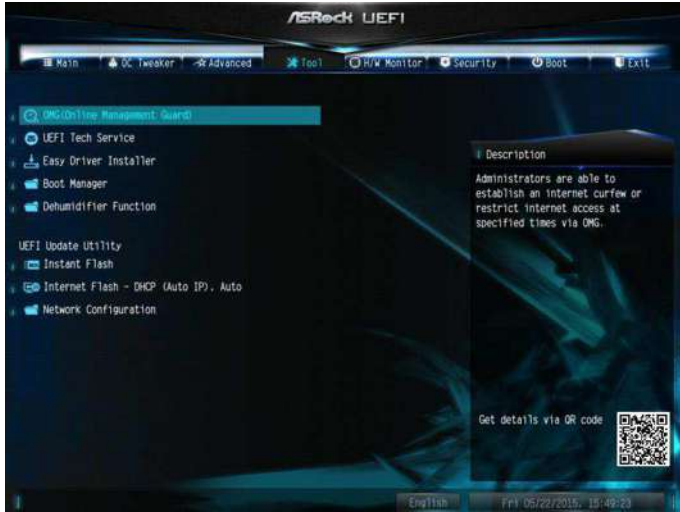 ASRock UEFI
Main OC Tweaker Advanced Tool H/W Monitor Security Boot Exit
OMG(Online Management Guard)
UEFI Tech Service
Easy Driver Installer
Boot Manager
Dehumidifier Function
UEFI Update Utility
Instant Flash
Internet Flash - DHCP (Auto IP), Auto
Network Configuration
Description
Administrators are able to
establish an internet curfew or
restrict internet access at
specified times via OMG.
Get details via QR code
English Fri 05/22/2015, 15:49:23